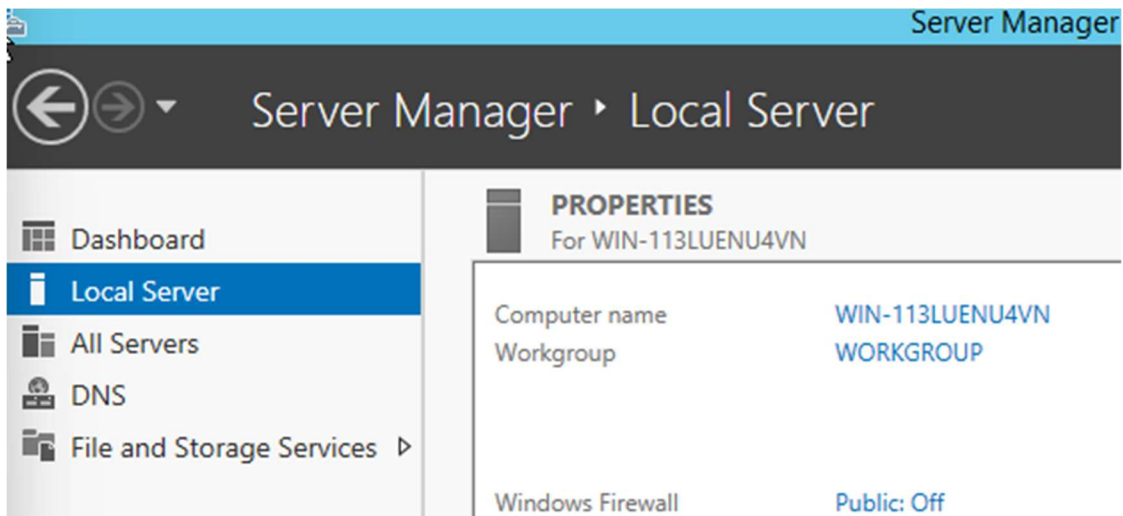 Server Manager
Server Manager ‣ Local Server
Dashboard
Local Server
All Servers
DNS
File and Storage Services
PROPERTIES
For WIN-113LUENU4VN
Computer name WIN-113LUENU4VN
Workgroup WORKGROUP
Windows Firewall Public: Off